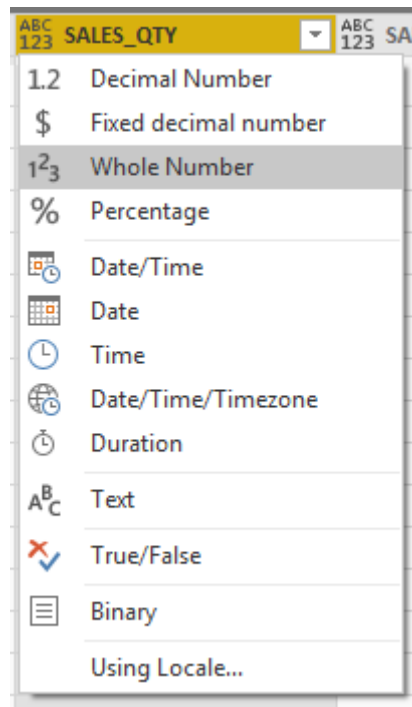 ABC
123 SALES_QTY
ABC
123 SA
1.2 Decimal Number
$ Fixed decimal number
1²3 Whole Number
% Percentage
Date/Time
Date
Time
Date/Time/Timezone
Duration
ABC Text
True/False
Binary
Using Locale...